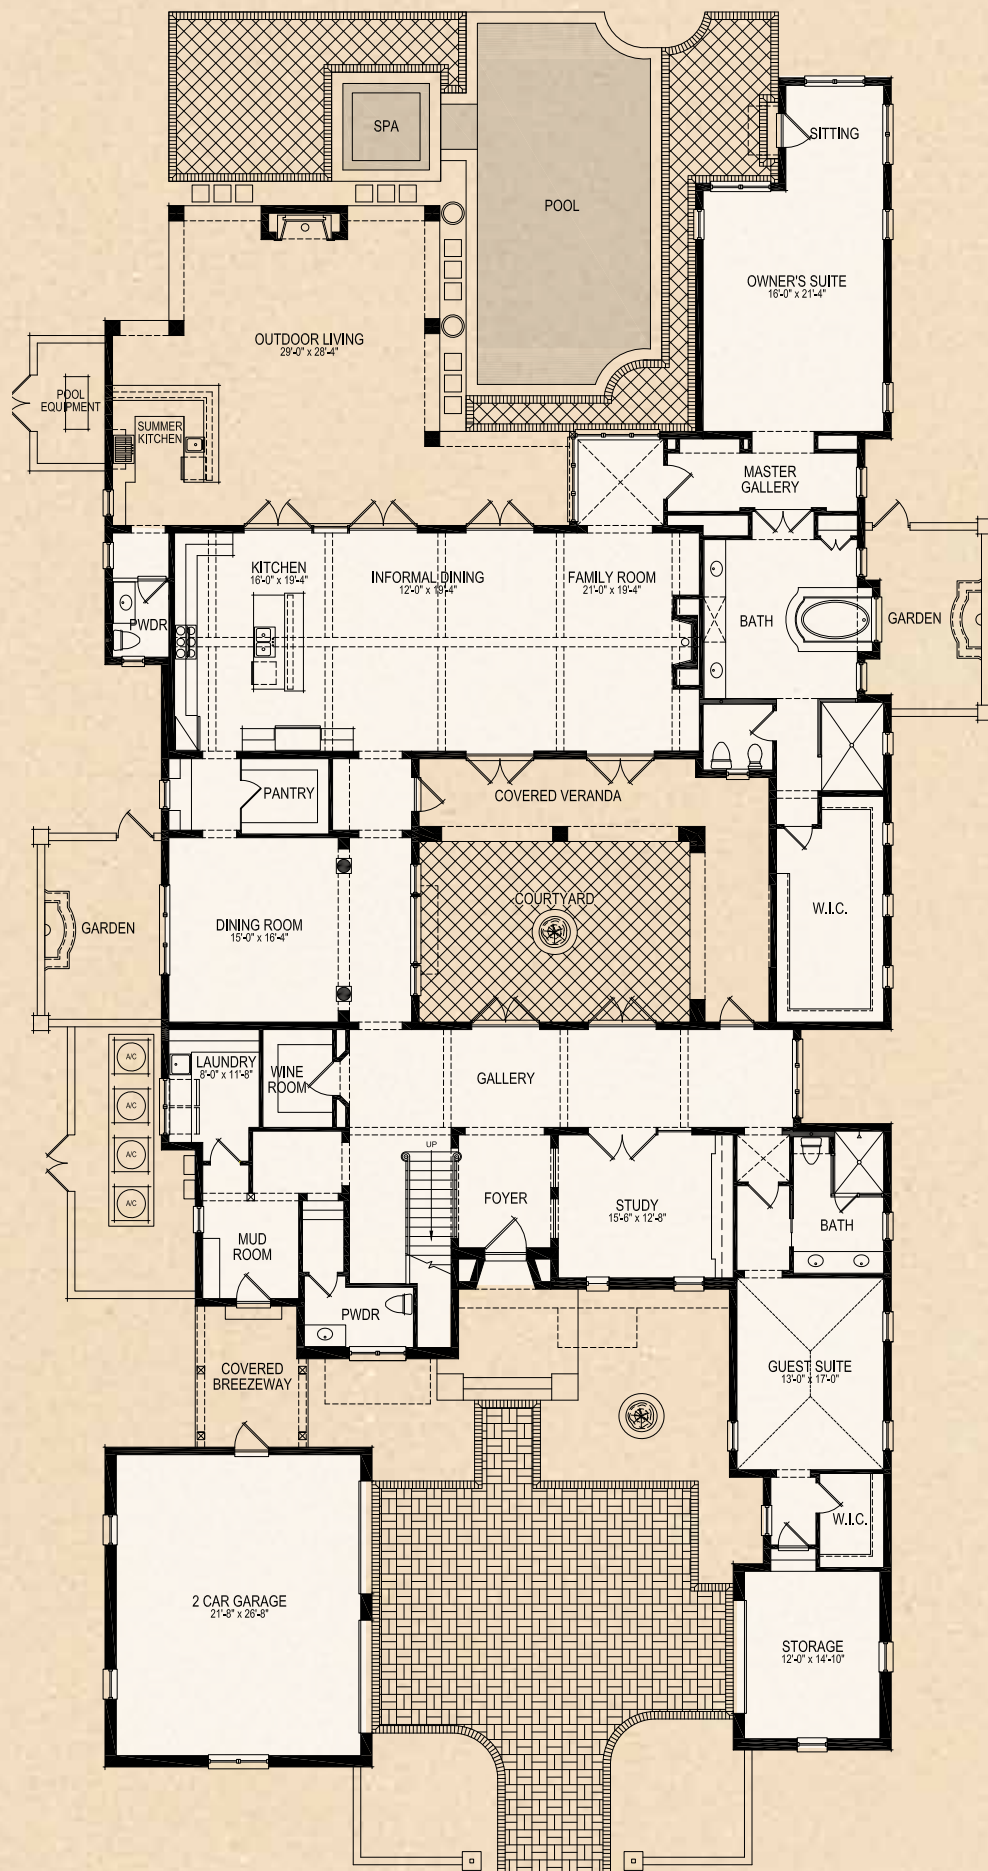 SPA
SITTING
POOL
OWNER'S SUITE
16'-0" x 21'-4"
OUTDOOR LIVING
29'-0" x 28'-4"
POOL
EQUIPMENT
SUMMER
KITCHEN
MASTER
GALLERY
KITCHEN
16'-0" x 19'-4"
INFORMAL DINING
12'-0" x 19'-4"
FAMILY ROOM
21'-0" x 19'-4"
PWDR
BATH
GARDEN
PANTRY
COVERED VERANDA
COURTYARD
W.I.C.
GARDEN
DINING ROOM
15'-0" x 16'-4"
A/C
A/C
A/C
A/C
LAUNDRY
8'-0" x 11'-8"
WINE
ROOM
GALLERY
UP
FOYER
STUDY
15'-6" x 12'-8"
BATH
MUD
ROOM
PWDR
COVERED
BREEZEWAY
GUEST SUITE
13'-0" x 17'-0"
W.I.C.
2 CAR GARAGE
21'-8" x 26'-8"
STORAGE
12'-0" x 14'-10"